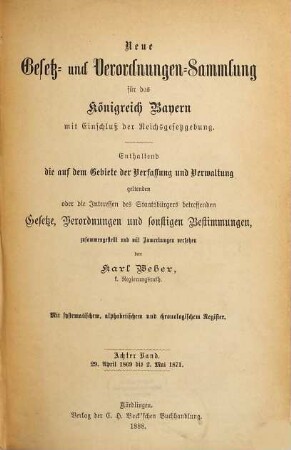 Neue
Gesetz- und Verordnungen-Sammlung
für das
Königreich Bayern
mit Einschluß der Reichsgesetzgebung.
Enthaltend
die auf dem Gebiete der Verfassung und Verwaltung
geltenden
oder die Interessen des Staatsbürgers betreffenden
Gesetze, Verordnungen und sonstigen Bestimmungen,
zusammengestellt und mit Anmerkungen versehen
von
Karl Weber,
k. Regierungsrath.
Mit systematischem, alphabetischem und chronologischem Register.
Achter Band.
29. April 1869 bis 2. Mai 1871.
Nördlingen.
Verlag der C. H. Beck'schen Buchhandlung.
1888.